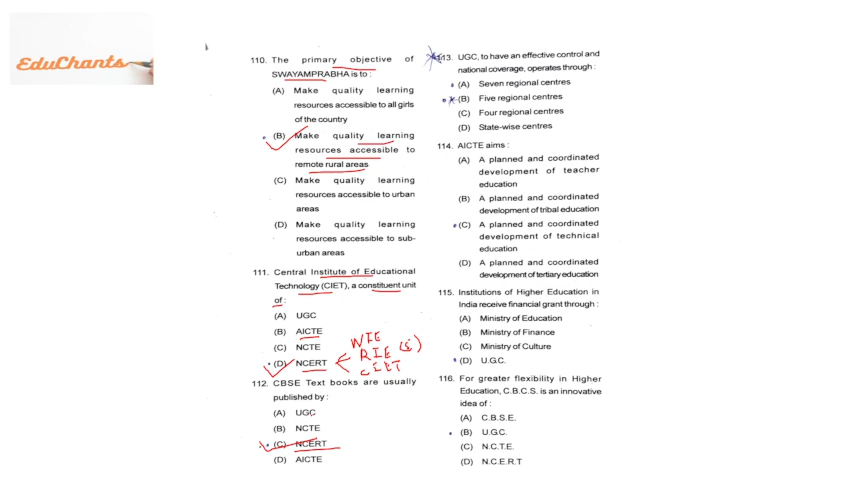 EduChants
110. The primary objective of
SWAYAMPRABHA is to :
(A) Make quality learning
resources accessible to all girls
of the country
(B) Make quality learning
resources accessible to
remote rural areas
(C) Make quality learning
resources accessible to urban
areas
(D) Make quality learning
resources accessible to sub-
urban areas
111. Central Institute of Educational
Technology (CIET), a constituent unit
of :
(A) UGC
(B) AICTE
(C) NCTE
(D) NCERT
RIE (5)
CIET
112. CBSE Text books are usually
published by :
(A) UGC
(B) NCTE
(C) NCERT
(D) AICTE
113. UGC, to have an effective control and
national coverage, operates through :
(A) Seven regional centres
(B) Five regional centres
(C) Four regional centres
(D) State-wise centres
114. AICTE aims :
(A) A planned and coordinated
development of teacher
education
(B) A planned and coordinated
development of tribal education
(C) A planned and coordinated
development of technical
education
(D) A planned and coordinated
development of tertiary education
115. Institutions of Higher Education in
India receive financial grant through :
(A) Ministry of Education
(B) Ministry of Finance
(C) Ministry of Culture
(D) U.G.C.
116. For greater flexibility in Higher
Education, C.B.C.S. is an innovative
idea of :
(A) C.B.S.E.
(B) U.G.C.
(C) N.C.T.E.
(D) N.C.E.R.T